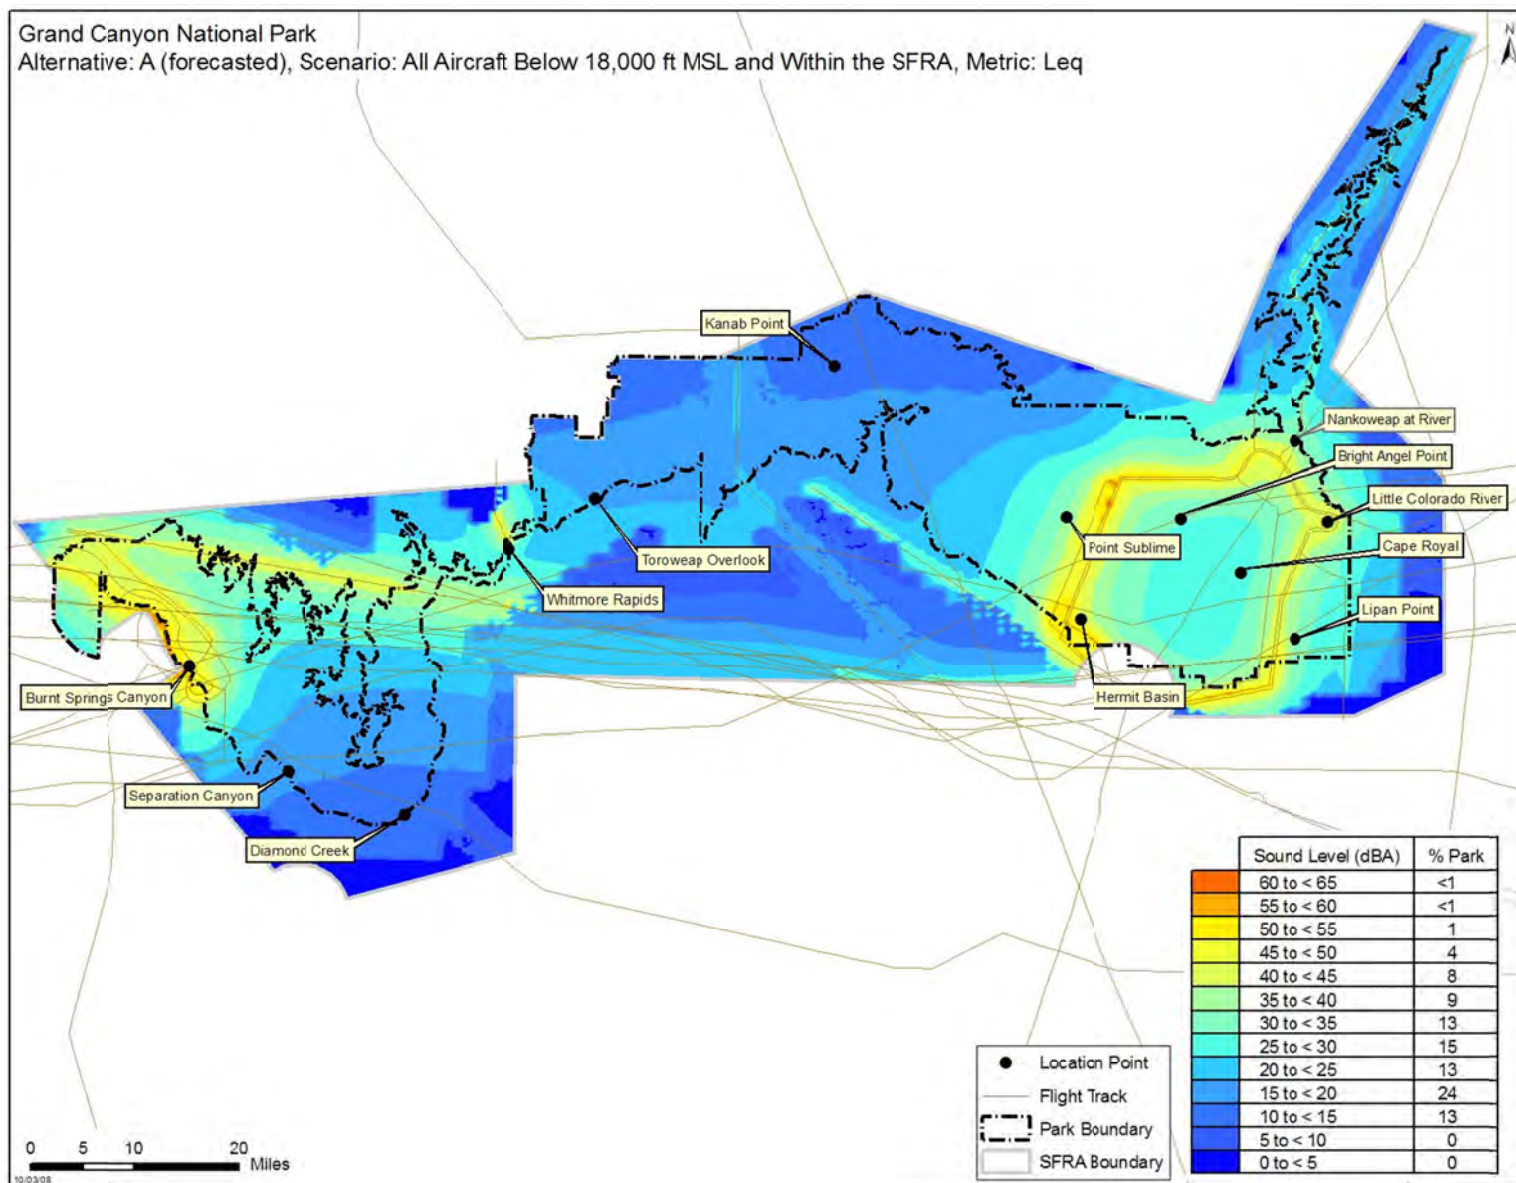 Grand Canyon National Park
Alternative: A (forecasted), Scenario: All Aircraft Below 18,000 ft MSL and Within the SFRA, Metric: Leq
N
Kanab Point
Nankoweap at River
Bright Angel Point
Little Colorado River
Cape Royal
Point Sublime
Toroweap Overlook
Whitmore Rapids
Lipan Point
Burnt Springs Canyon
Hermit Basin
Separation Canyon
Diamond Creek
Sound Level (dBA) % Park
60 to < 65 <1
55 to < 60 <1
50 to < 55 1
45 to < 50 4
40 to < 45 8
35 to < 40 9
30 to < 35 13
25 to < 30 15
20 to < 25 13
15 to < 20 24
10 to < 15 13
5 to < 10 0
0 to < 5 0
Location Point
Flight Track
Park Boundary
SFRA Boundary
0 5 10 20
Miles
10/03/08